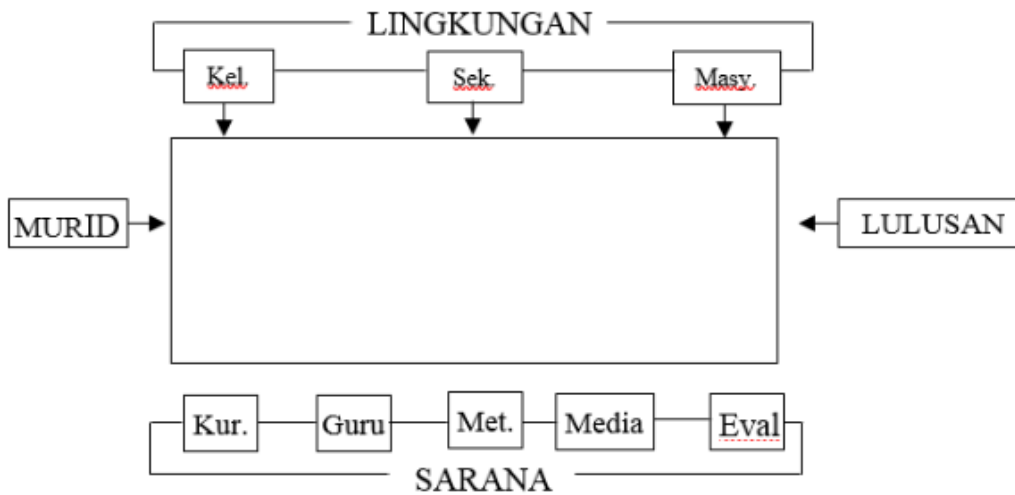 LINGKUNGAN
Kel.
Sek.
Masy.
MURID
LULUSAN
Kur.
Guru
Met.
Media
Eval
SARANA